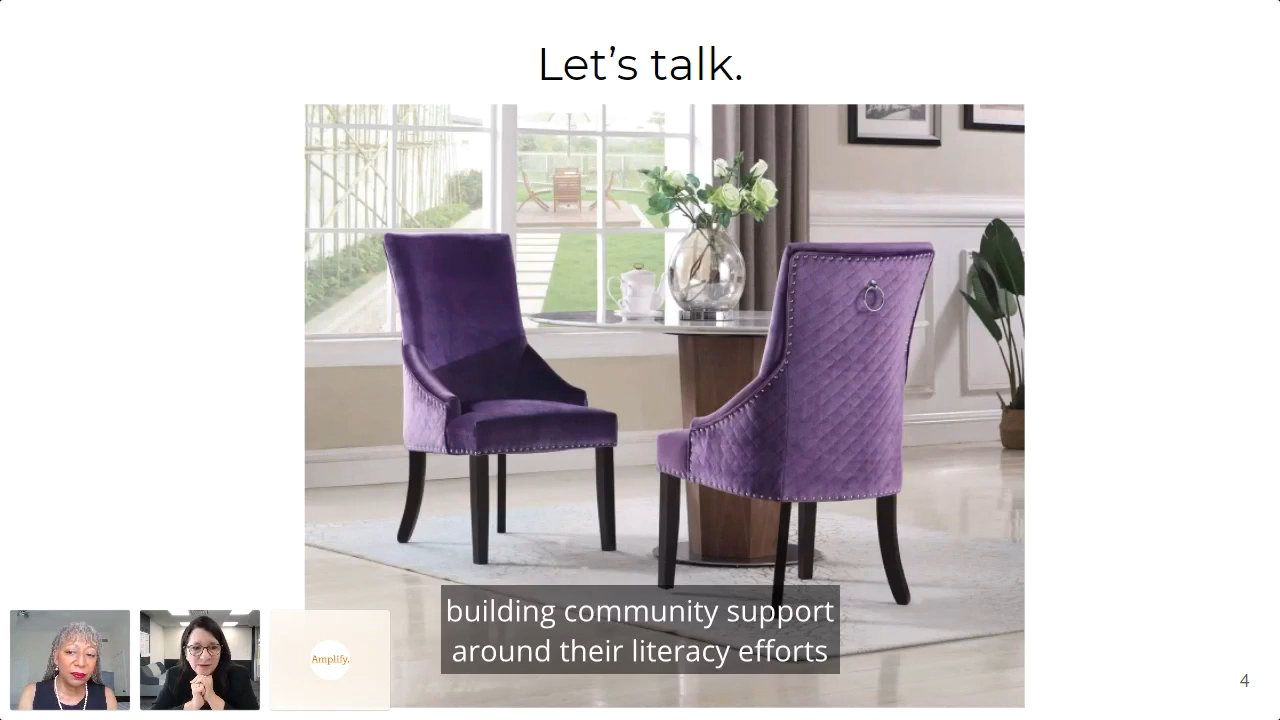 Let's talk.
building community support
around their literacy efforts
Amplify.
4